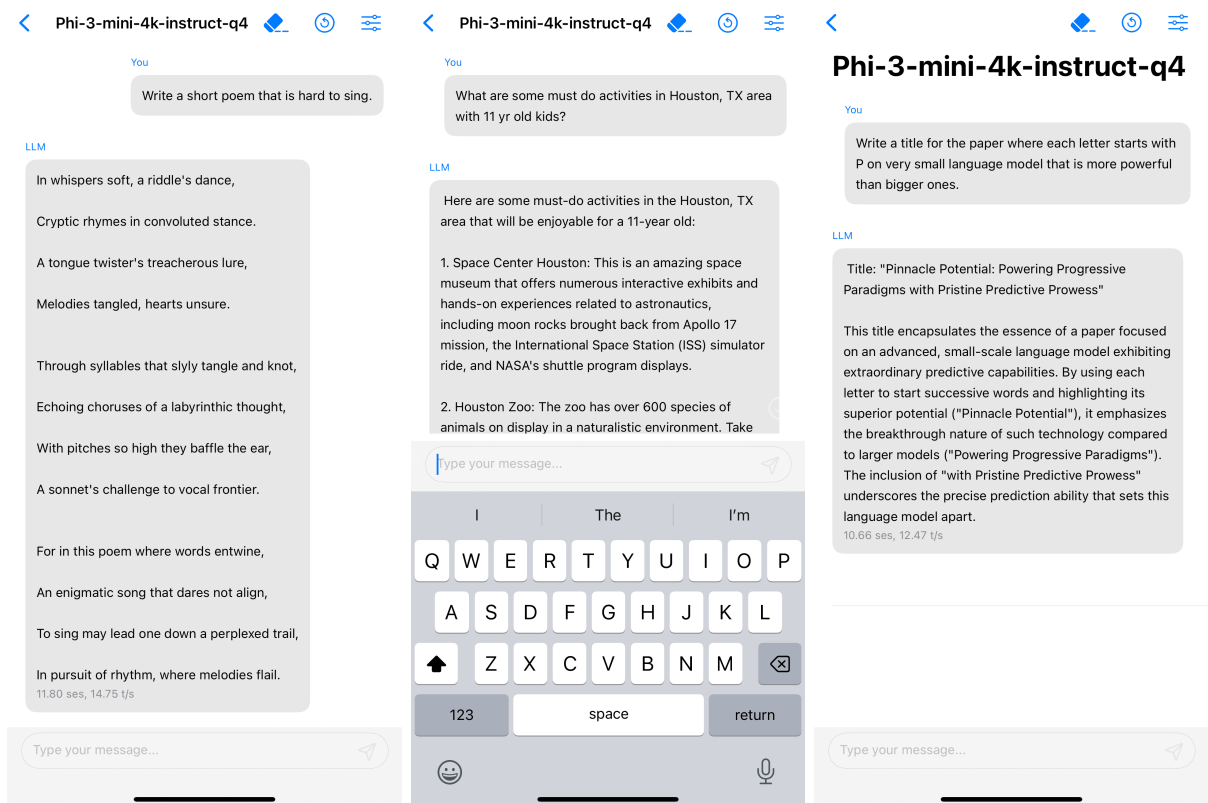 Phi-3-mini-4k-instruct-q4
You
Write a short poem that is hard to sing.
LLM
In whispers soft, a riddle's dance,
Cryptic rhymes in convoluted stance.
A tongue twister's treacherous lure,
Melodies tangled, hearts unsure.
Through syllables that slyly tangle and knot,
Echoing choruses of a labyrinthic thought,
With pitches so high they baffle the ear,
A sonnet's challenge to vocal frontier.
For in this poem where words entwine,
An enigmatic song that dares not align,
To sing may lead one down a perplexed trail,
In pursuit of rhythm, where melodies flail.
11.80 ses, 14.75 t/s
Type your message...
Phi-3-mini-4k-instruct-q4
You
What are some must do activities in Houston, TX area
with 11 yr old kids?
LLM
Here are some must-do activities in the Houston, TX
area that will be enjoyable for a 11-year old:
1. Space Center Houston: This is an amazing space
museum that offers numerous interactive exhibits and
hands-on experiences related to astronautics,
including moon rocks brought back from Apollo 17
mission, the International Space Station (ISS) simulator
ride, and NASA's shuttle program displays.
2. Houston Zoo: The zoo has over 600 species of
animals on display in a naturalistic environment. Take
Type your message...
I The I'm
Q W E R T Y U I O P
A S D F G H J K L
Z X C V B N M
123 space return
Phi-3-mini-4k-instruct-q4
You
Write a title for the paper where each letter starts with
P on very small language model that is more powerful
than bigger ones.
LLM
Title: "Pinnacle Potential: Powering Progressive
Paradigms with Pristine Predictive Prowess"
This title encapsulates the essence of a paper focused
on an advanced, small-scale language model exhibiting
extraordinary predictive capabilities. By using each
letter to start successive words and highlighting its
superior potential ("Pinnacle Potential"), it emphasizes
the breakthrough nature of such technology compared
to larger models ("Powering Progressive Paradigms").
The inclusion of "with Pristine Predictive Prowess"
underscores the precise prediction ability that sets this
language model apart.
10.66 ses, 12.47 t/s
Type your message...